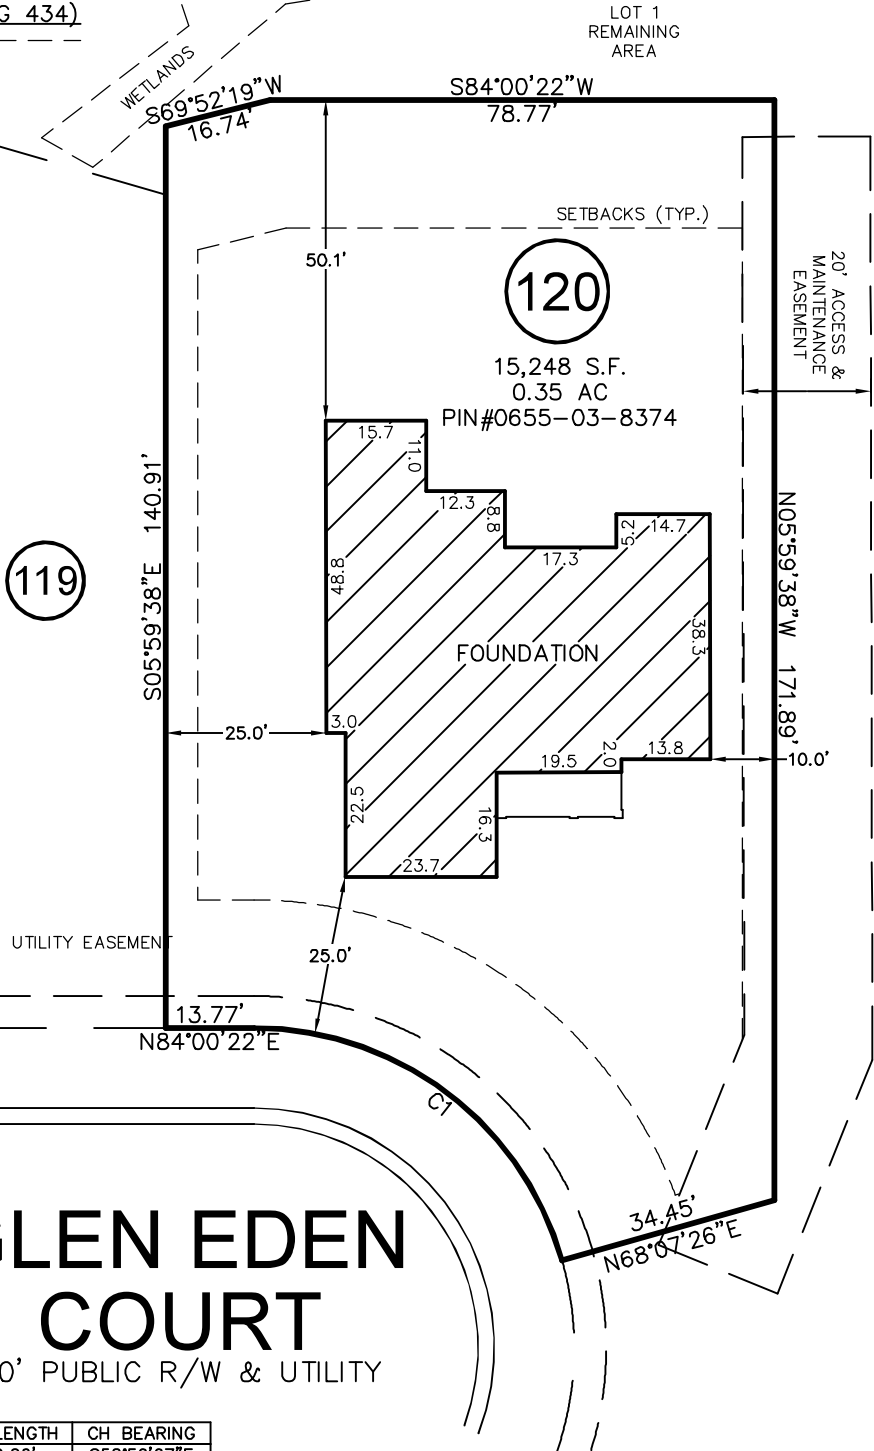 G 434)
LOT 1
REMAINING
AREA
WETLANDS
S69°52'19"W
16.74'
S84°00'22"W
78.77'
SETBACKS (TYP.)
50.1'
120
15,248 S.F.
0.35 AC
PIN#0655-03-8374
20' ACCESS &
MAINTENANCE
EASEMENT
15.7
11.0
12.3
8.8
17.3
5.2
14.7
S05°59'38"E 140.91'
119
48.8
FOUNDATION
38.3
N05°59'38"W 171.89'
25.0'
3.0
19.5
2.0
13.8
10.0'
22.5
16.3
23.7
UTILITY EASEMENT
25.0'
13.77'
N84°00'22"E
C1
34.45'
N68°07'26"E
GLEN EDEN
COURT
0' PUBLIC R/W & UTILITY
LENGTH CH BEARING